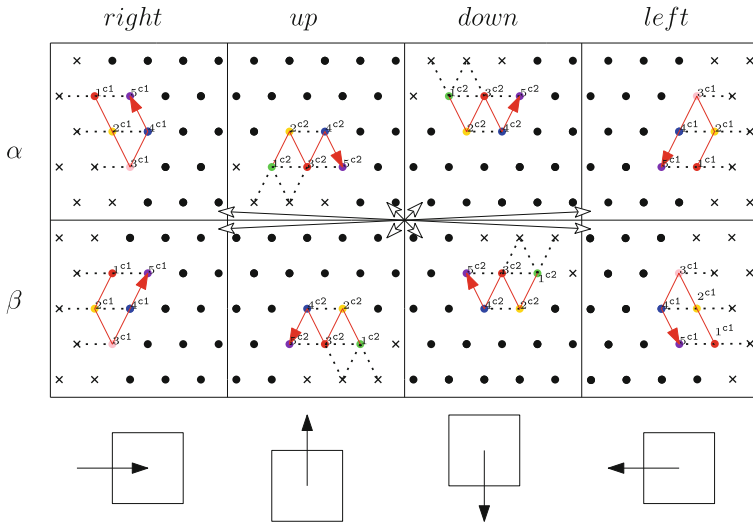 right up down left
1c1 5c1 1c2 3c2 5c2 3c1
2c1 4c1 2c2 4c2 2c2 4c2 4c1 2c1
α
3c1 1c2 3c2 5c2 5c1 1c1
1c1 5c1 5c2 3c2 1c2 3c1
β
2c1 4c1 4c2 2c2 4c2 2c2 4c1 2c1
3c1 5c2 3c2 1c2 5c1 1c1